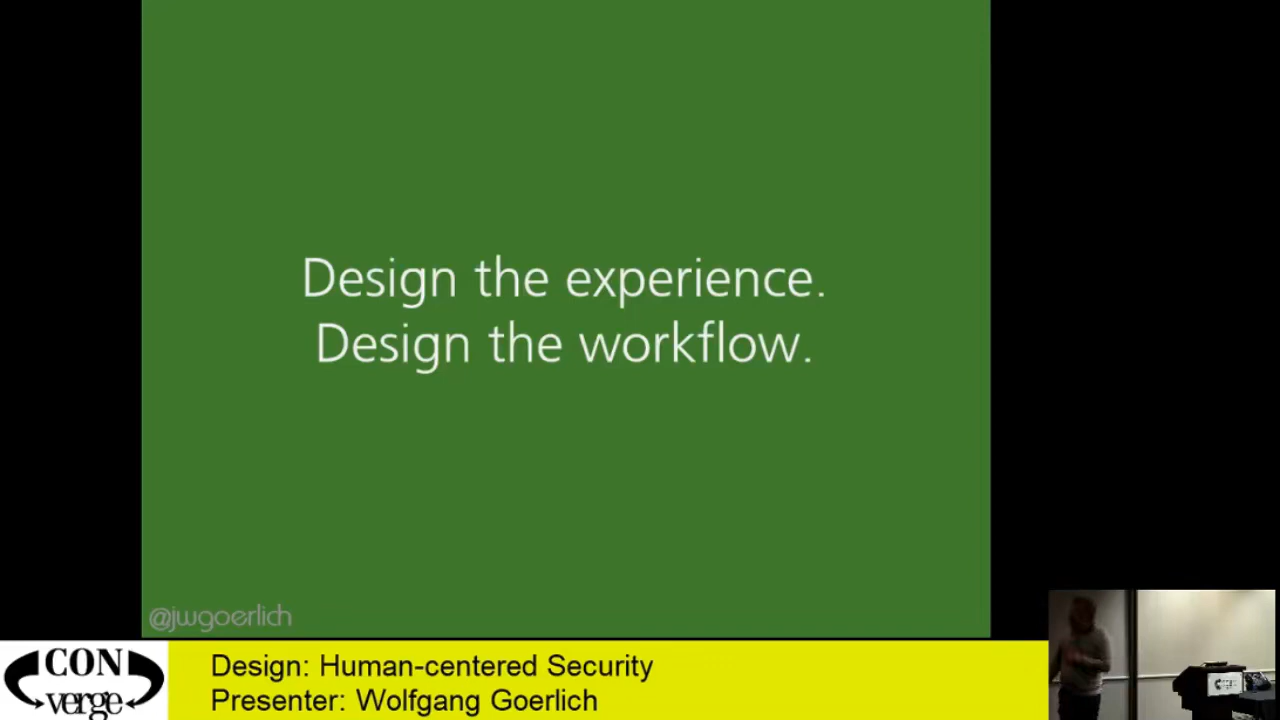 Design the experience.
Design the workflow.
@jwgoerlich
CON
verge
Design: Human-centered Security
Presenter: Wolfgang Goerlich